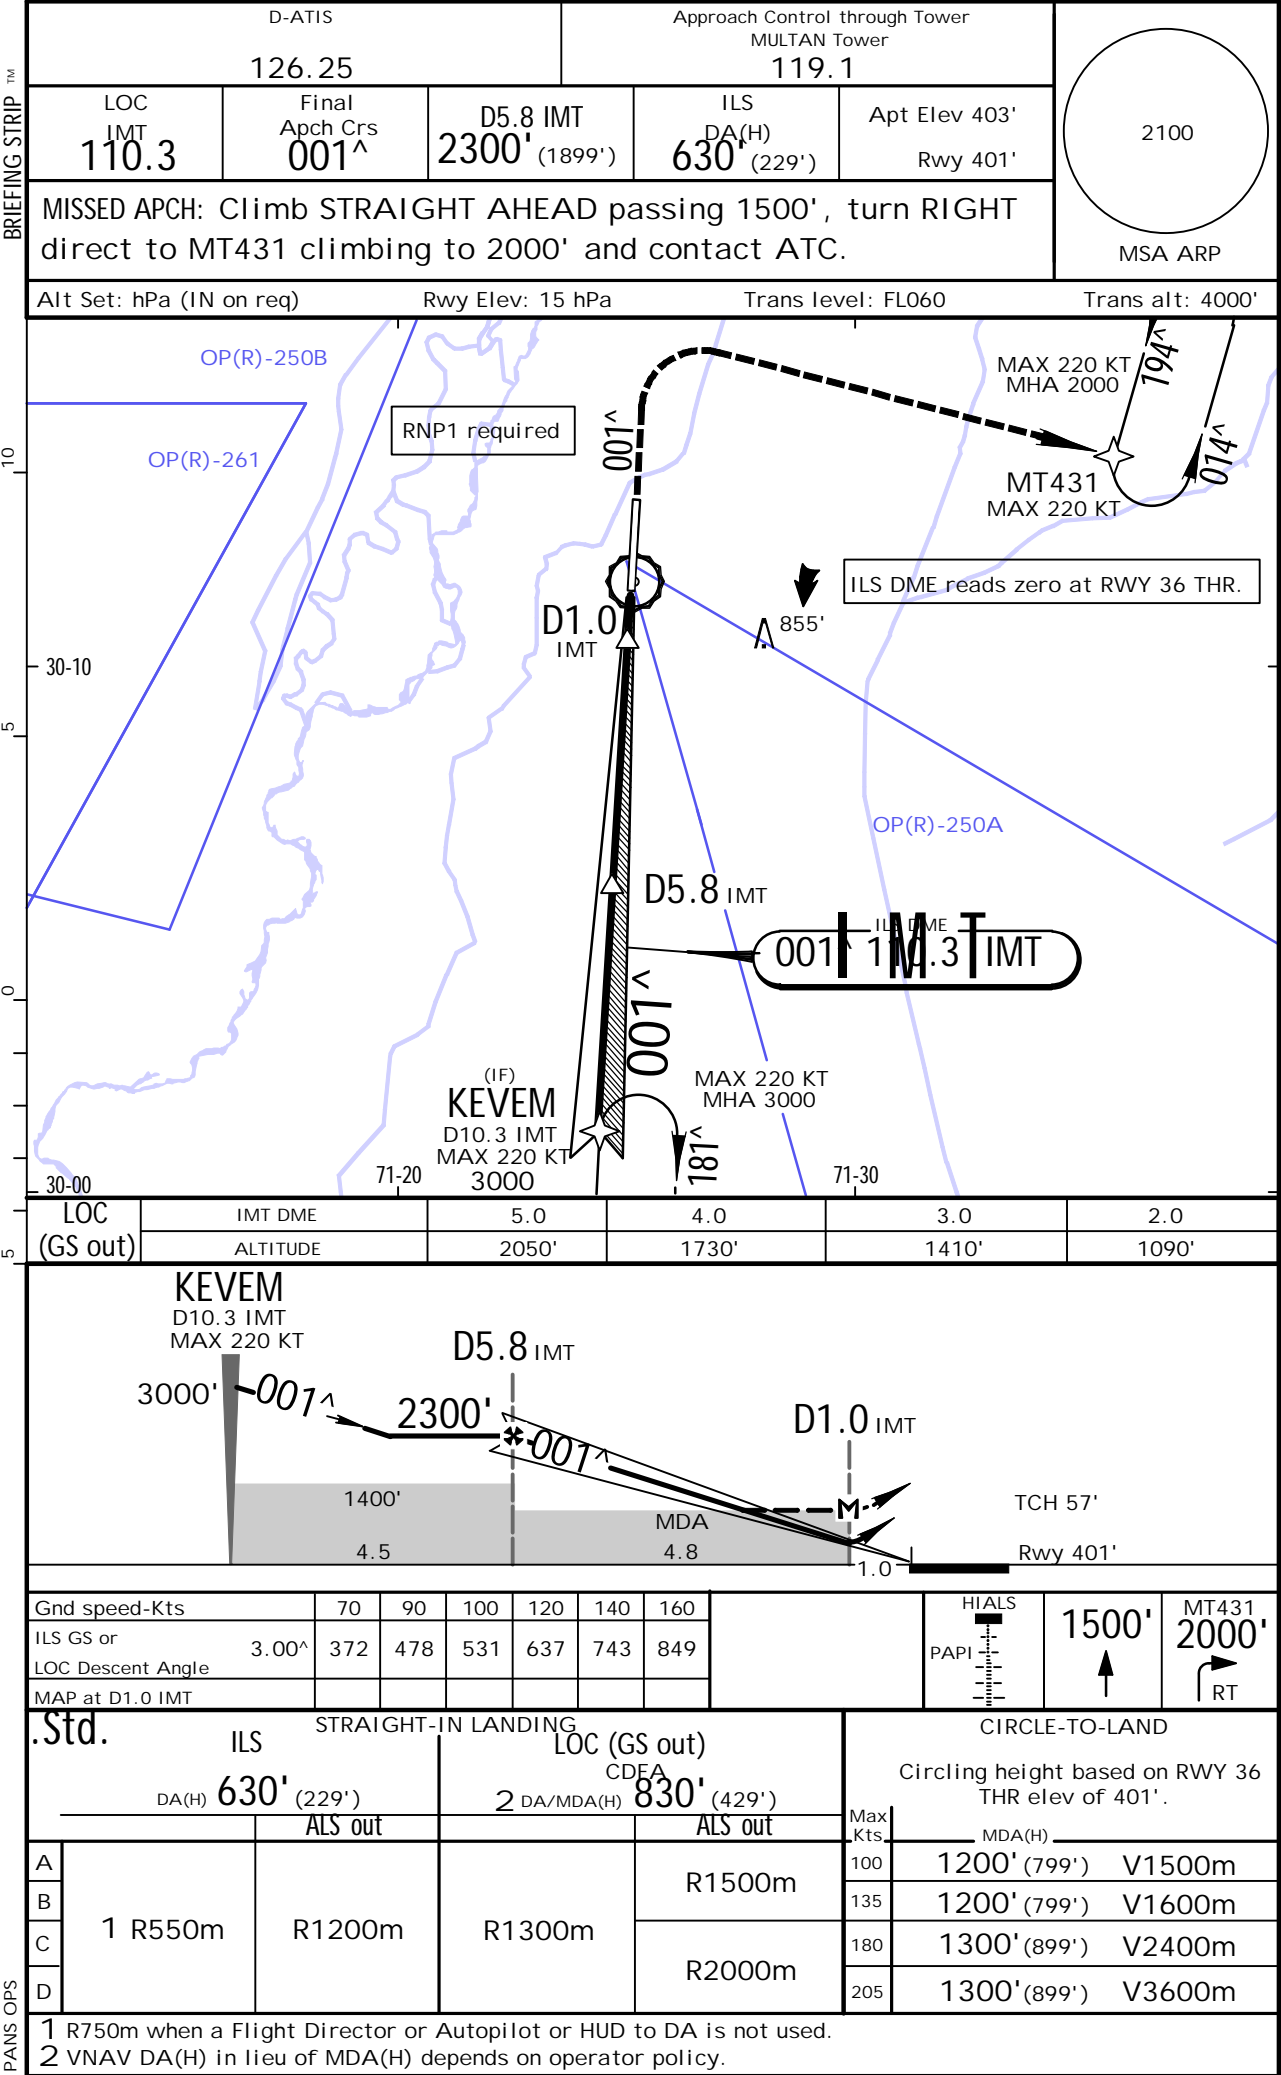 BRIEFING STRIP TM
D-ATIS
126.25
Approach Control through Tower
MULTAN Tower
119.1
LOC
IMT
110.3
Final
Apch Crs
001^
D5.8 IMT
2300' (1899')
ILS
DA(H)
630' (229')
Apt Elev 403'
Rwy 401'
2100
MSA ARP
MISSED APCH: Climb STRAIGHT AHEAD passing 1500', turn RIGHT
direct to MT431 climbing to 2000' and contact ATC.
Alt Set: hPa (IN on req) Rwy Elev: 15 hPa Trans level: FL060 Trans alt: 4000'
OP(R)-250B
OP(R)-261
RNP1 required
001^
MAX 220 KT
MHA 2000
194^
014^
MT431
MAX 220 KT
ILS DME reads zero at RWY 36 THR.
855'
D1.0
IMT
10
30-10
5
OP(R)-250A
D5.8 IMT
ILS DME
001^ 110.3 IMT
I M T
0
001^
(IF)
KEVEM
D10.3 IMT
MAX 220 KT
3000
MAX 220 KT
MHA 3000
181^
30-00
71-20
71-30
5
LOC
(GS out)
IMT DME 5.0 4.0 3.0 2.0
ALTITUDE 2050' 1730' 1410' 1090'
KEVEM
D10.3 IMT
MAX 220 KT
3000'
001^
2300'
D5.8 IMT
001^
D1.0 IMT
M
1400'
MDA
4.5
4.8
1.0
TCH 57'
Rwy 401'
Gnd speed-Kts 70 90 100 120 140 160
ILS GS or
LOC Descent Angle 3.00^ 372 478 531 637 743 849
MAP at D1.0 IMT
HIALS
PAPI
1500'
MT431
2000'
RT
.Std.
STRAIGHT-IN LANDING
ILS
DA(H) 630' (229')
ALS out
LOC (GS out)
CDFA
2 DA/MDA(H) 830' (429')
ALS out
CIRCLE-TO-LAND
Circling height based on RWY 36
THR elev of 401'.
Max
Kts
MDA(H)
A
B
C
D
1 R550m
R1200m
R1300m
R1500m
R2000m
100 1200' (799') V1500m
135 1200' (799') V1600m
180 1300' (899') V2400m
205 1300' (899') V3600m
PANS OPS
1 R750m when a Flight Director or Autopilot or HUD to DA is not used.
2 VNAV DA(H) in lieu of MDA(H) depends on operator policy.